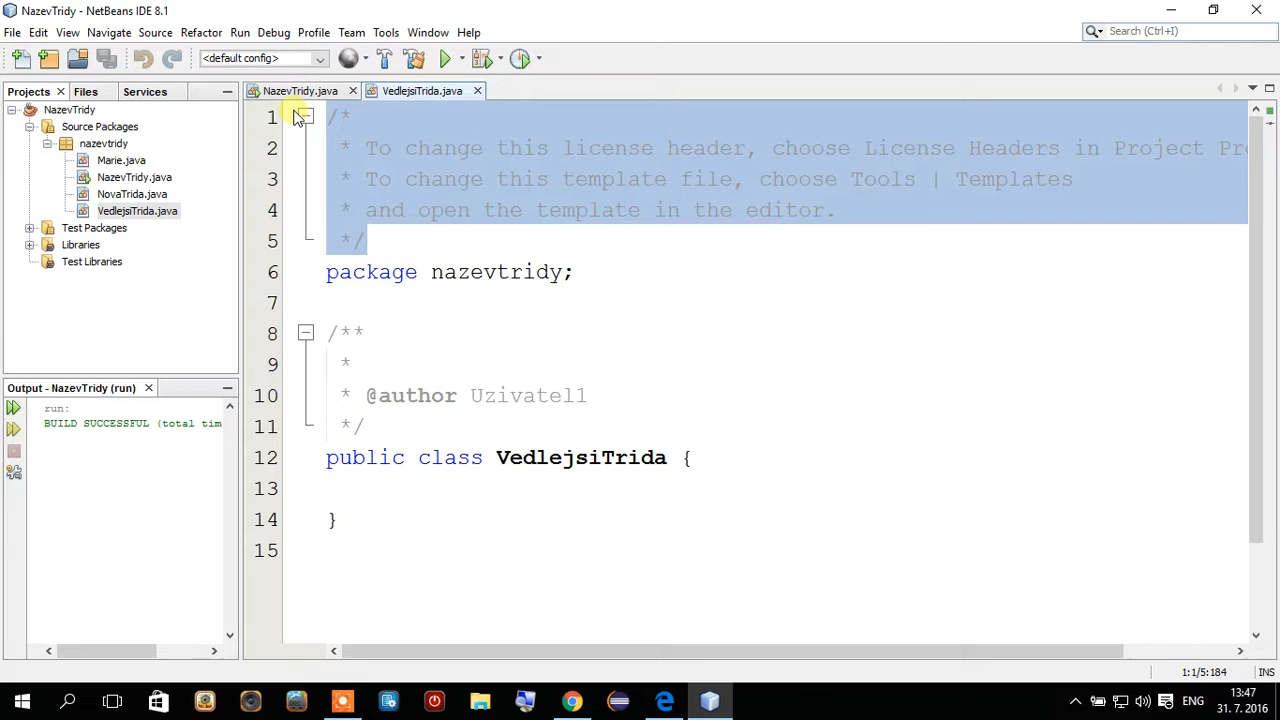 NazevTridy - NetBeans IDE 8.1
File Edit View Navigate Source Refactor Run Debug Profile Team Tools Window Help
Search (Ctrl+I)
<default config>
Projects Files Services
NazevTridy
Source Packages
nazevtridy
Marie.java
NazevTridy.java
NovaTrida.java
VedlejsiTrida.java
Test Packages
Libraries
Test Libraries
Output - NazevTridy (run)
run:
BUILD SUCCESSFUL (total tim
NazevTridy.java VedlejsiTrida.java
1 /*
2 * To change this license header, choose License Headers in Project Pro
3 * To change this template file, choose Tools | Templates
4 * and open the template in the editor.
5 */
6 package nazevtridy;
7
8 /**
9 *
10 * @author Uzivatel1
11 */
12 public class VedlejsiTrida {
13
14 }
15
1:1/5:184 INS
ENG
13:47
31. 7. 2016